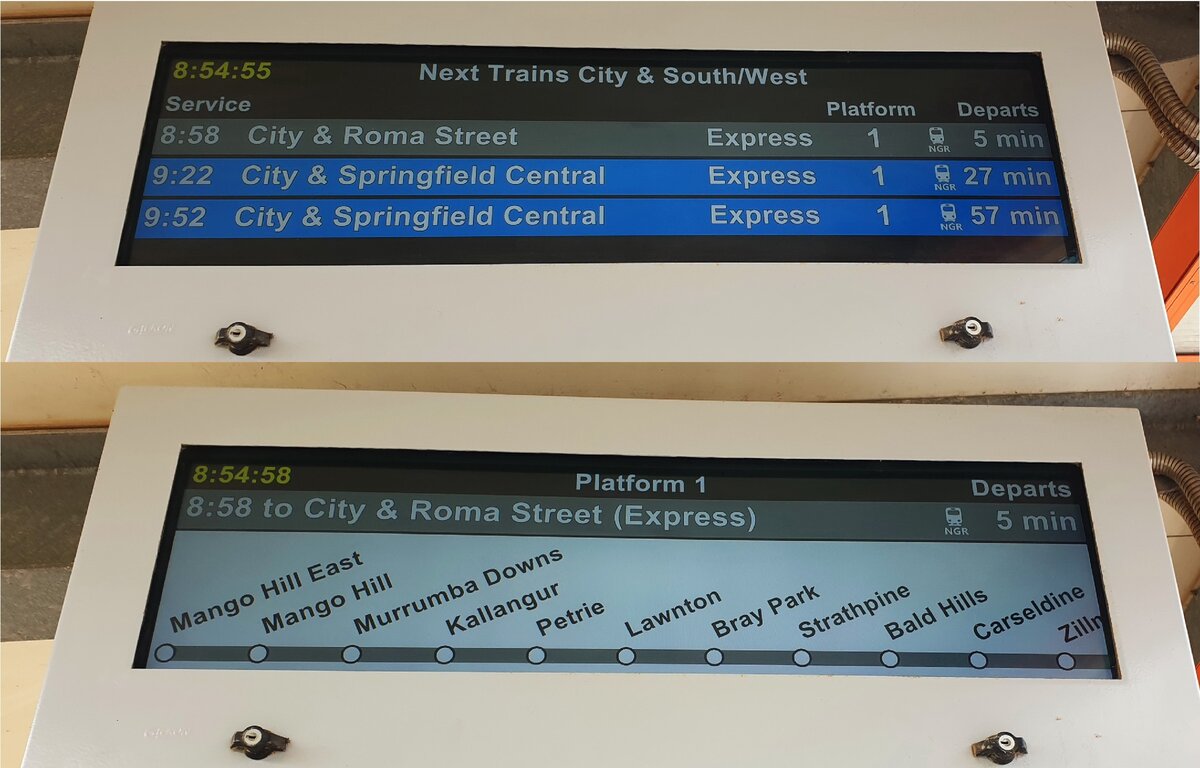 8:54:55 Next Trains City & South/West
Service Platform Departs
8:58 City & Roma Street Express 1 NGR 5 min
9:22 City & Springfield Central Express 1 NGR 27 min
9:52 City & Springfield Central Express 1 NGR 57 min
8:54:58 Platform 1 Departs
8:58 to City & Roma Street (Express) NGR 5 min
Mango Hill East
Mango Hill
Murrumba Downs
Kallangur
Petrie
Lawnton
Bray Park
Strathpine
Bald Hills
Carseldine
Zilln